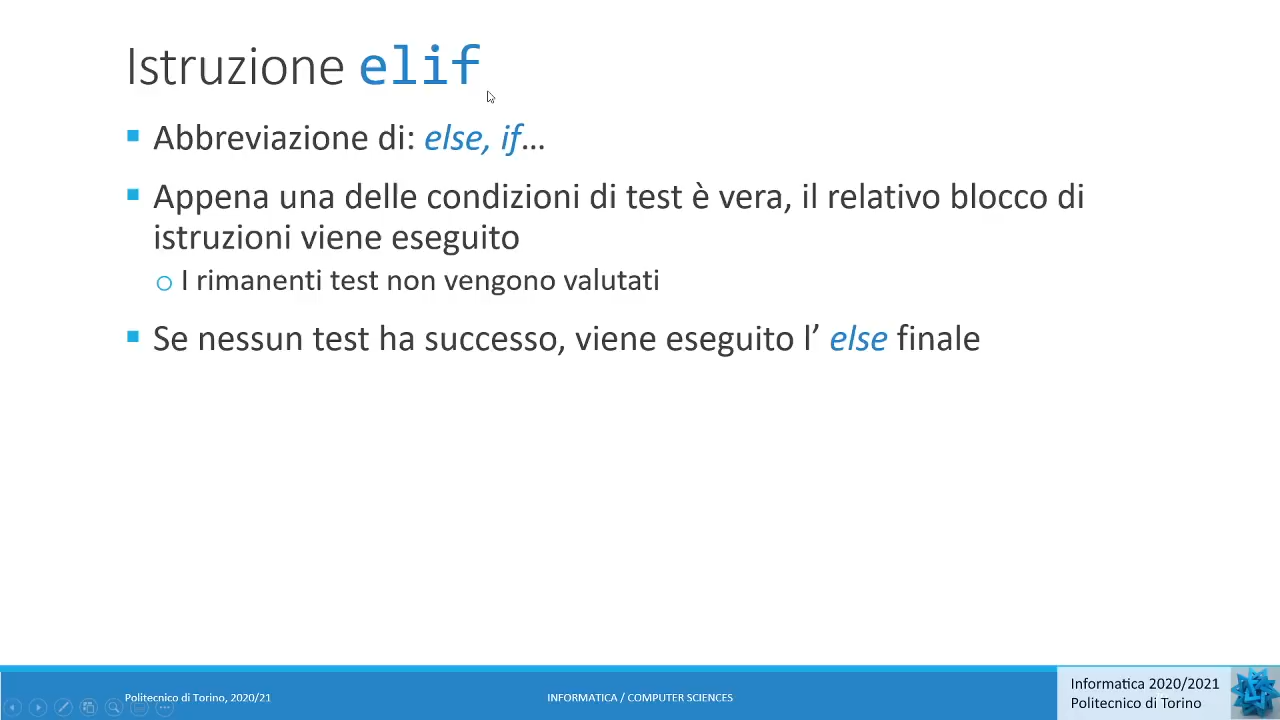 Istruzione elif
▪ Abbreviazione di: else, if…
▪ Appena una delle condizioni di test è vera, il relativo blocco di
istruzioni viene eseguito
o I rimanenti test non vengono valutati
▪ Se nessun test ha successo, viene eseguito l’ else finale
Politecnico di Torino, 2020/21
INFORMATICA / COMPUTER SCIENCES
Informatica 2020/2021
Politecnico di Torino